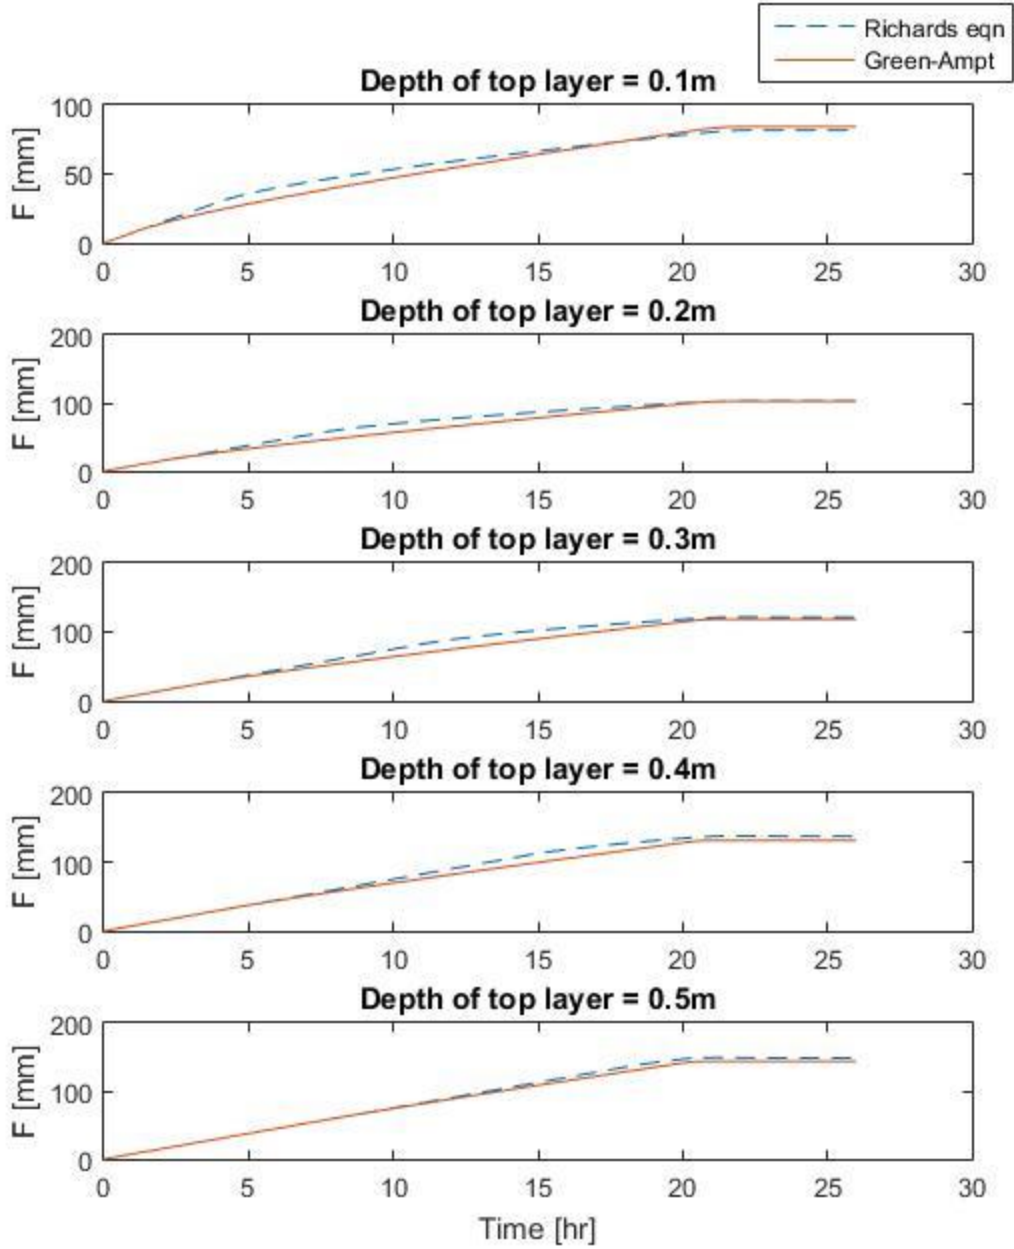 Richards eqn
Green-Ampt
Depth of top layer = 0.1m
F [mm]
100
50
0
0 5 10 15 20 25 30
Depth of top layer = 0.2m
F [mm]
200
100
0
0 5 10 15 20 25 30
Depth of top layer = 0.3m
F [mm]
200
100
0
0 5 10 15 20 25 30
Depth of top layer = 0.4m
F [mm]
200
100
0
0 5 10 15 20 25 30
Depth of top layer = 0.5m
F [mm]
200
100
0
0 5 10 15 20 25 30
Time [hr]